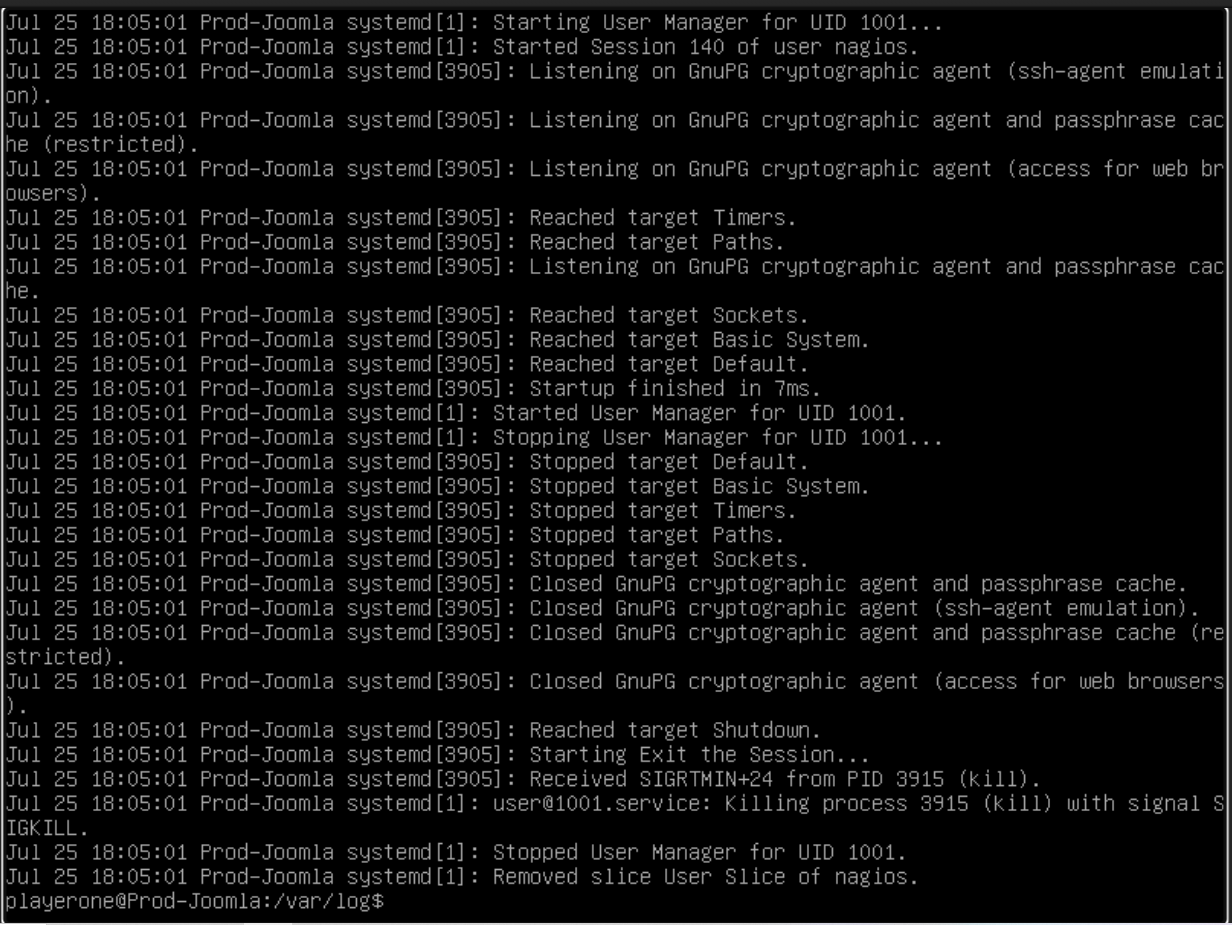 Jul 25 18:05:01 Prod-Joomla systemd[1]: Starting User Manager for UID 1001...
Jul 25 18:05:01 Prod-Joomla systemd[1]: Started Session 140 of user nagios.
Jul 25 18:05:01 Prod-Joomla systemd[3905]: Listening on GnuPG cryptographic agent (ssh-agent emulati
on).
Jul 25 18:05:01 Prod-Joomla systemd[3905]: Listening on GnuPG cryptographic agent and passphrase cac
he (restricted).
Jul 25 18:05:01 Prod-Joomla systemd[3905]: Listening on GnuPG cryptographic agent (access for web br
owsers).
Jul 25 18:05:01 Prod-Joomla systemd[3905]: Reached target Timers.
Jul 25 18:05:01 Prod-Joomla systemd[3905]: Reached target Paths.
Jul 25 18:05:01 Prod-Joomla systemd[3905]: Listening on GnuPG cryptographic agent and passphrase cac
he.
Jul 25 18:05:01 Prod-Joomla systemd[3905]: Reached target Sockets.
Jul 25 18:05:01 Prod-Joomla systemd[3905]: Reached target Basic System.
Jul 25 18:05:01 Prod-Joomla systemd[3905]: Reached target Default.
Jul 25 18:05:01 Prod-Joomla systemd[3905]: Startup finished in 7ms.
Jul 25 18:05:01 Prod-Joomla systemd[1]: Started User Manager for UID 1001.
Jul 25 18:05:01 Prod-Joomla systemd[1]: Stopping User Manager for UID 1001...
Jul 25 18:05:01 Prod-Joomla systemd[3905]: Stopped target Default.
Jul 25 18:05:01 Prod-Joomla systemd[3905]: Stopped target Basic System.
Jul 25 18:05:01 Prod-Joomla systemd[3905]: Stopped target Timers.
Jul 25 18:05:01 Prod-Joomla systemd[3905]: Stopped target Paths.
Jul 25 18:05:01 Prod-Joomla systemd[3905]: Stopped target Sockets.
Jul 25 18:05:01 Prod-Joomla systemd[3905]: Closed GnuPG cryptographic agent and passphrase cache.
Jul 25 18:05:01 Prod-Joomla systemd[3905]: Closed GnuPG cryptographic agent (ssh-agent emulation).
Jul 25 18:05:01 Prod-Joomla systemd[3905]: Closed GnuPG cryptographic agent and passphrase cache (re
stricted).
Jul 25 18:05:01 Prod-Joomla systemd[3905]: Closed GnuPG cryptographic agent (access for web browsers
).
Jul 25 18:05:01 Prod-Joomla systemd[3905]: Reached target Shutdown.
Jul 25 18:05:01 Prod-Joomla systemd[3905]: Starting Exit the Session...
Jul 25 18:05:01 Prod-Joomla systemd[3905]: Received SIGRTMIN+24 from PID 3915 (kill).
Jul 25 18:05:01 Prod-Joomla systemd[1]: user@1001.service: Killing process 3915 (kill) with signal S
IGKILL.
Jul 25 18:05:01 Prod-Joomla systemd[1]: Stopped User Manager for UID 1001.
Jul 25 18:05:01 Prod-Joomla systemd[1]: Removed slice User Slice of nagios.
playerone@Prod-Joomla:/var/log$